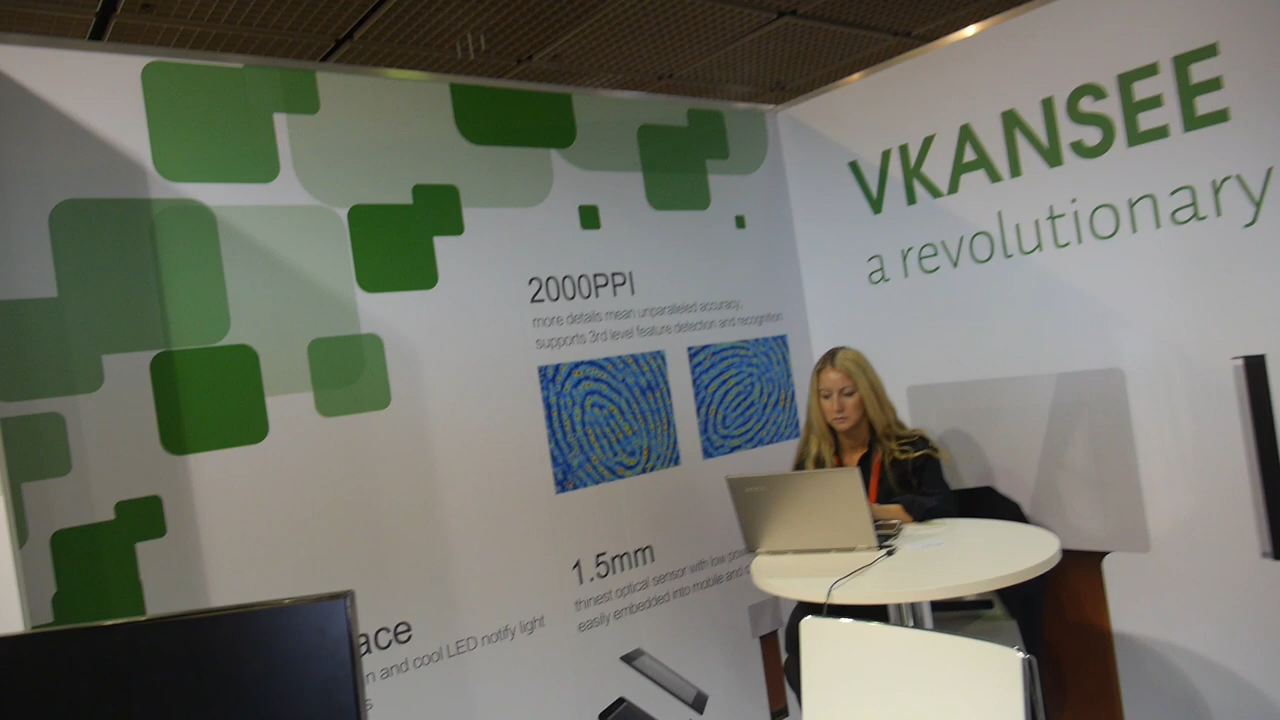 VKANSEE
a revolutionary
2000PPI
more details mean unparalleled accuracy,
supports 3rd level feature detection and recognition
1.5mm
thinest optical sensor with low
easily embedded into mobile and
ace
n and cool LED notify light
s